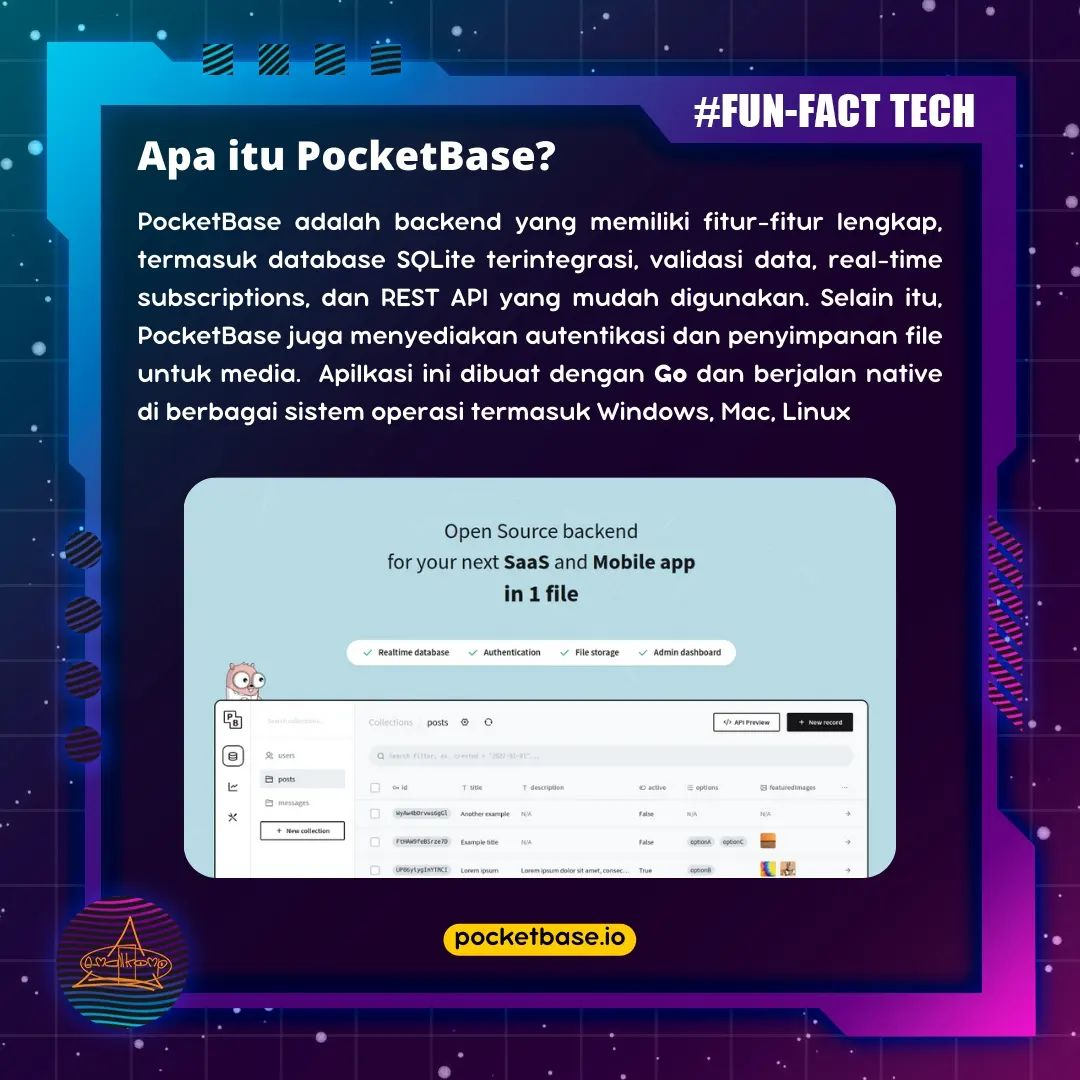 #FUN-FACT TECH
Apa itu PocketBase?
PocketBase adalah backend yang memiliki fitur-fitur lengkap,
termasuk database SQLite terintegrasi, validasi data, real-time
subscriptions, dan REST API yang mudah digunakan. Selain itu,
PocketBase juga menyediakan autentikasi dan penyimpanan file
untuk media. Apilkasi ini dibuat dengan Go dan berjalan native
di berbagai sistem operasi termasuk Windows, Mac, Linux
Open Source backend
for your next SaaS and Mobile app
in 1 file
Realtime database Authentication File storage Admin dashboard
PB Search collections... Collections posts API Preview + New record
users Search filter, ex. created > "2022-01-01"...
posts id title description active options featuredImages
messages Another example N/A False N/A N/A
+ New collection Example title N/A False optionA optionC
Lorem ipsum Lorem ipsum dolor sit amet, consec... True optionB
pocketbase.io